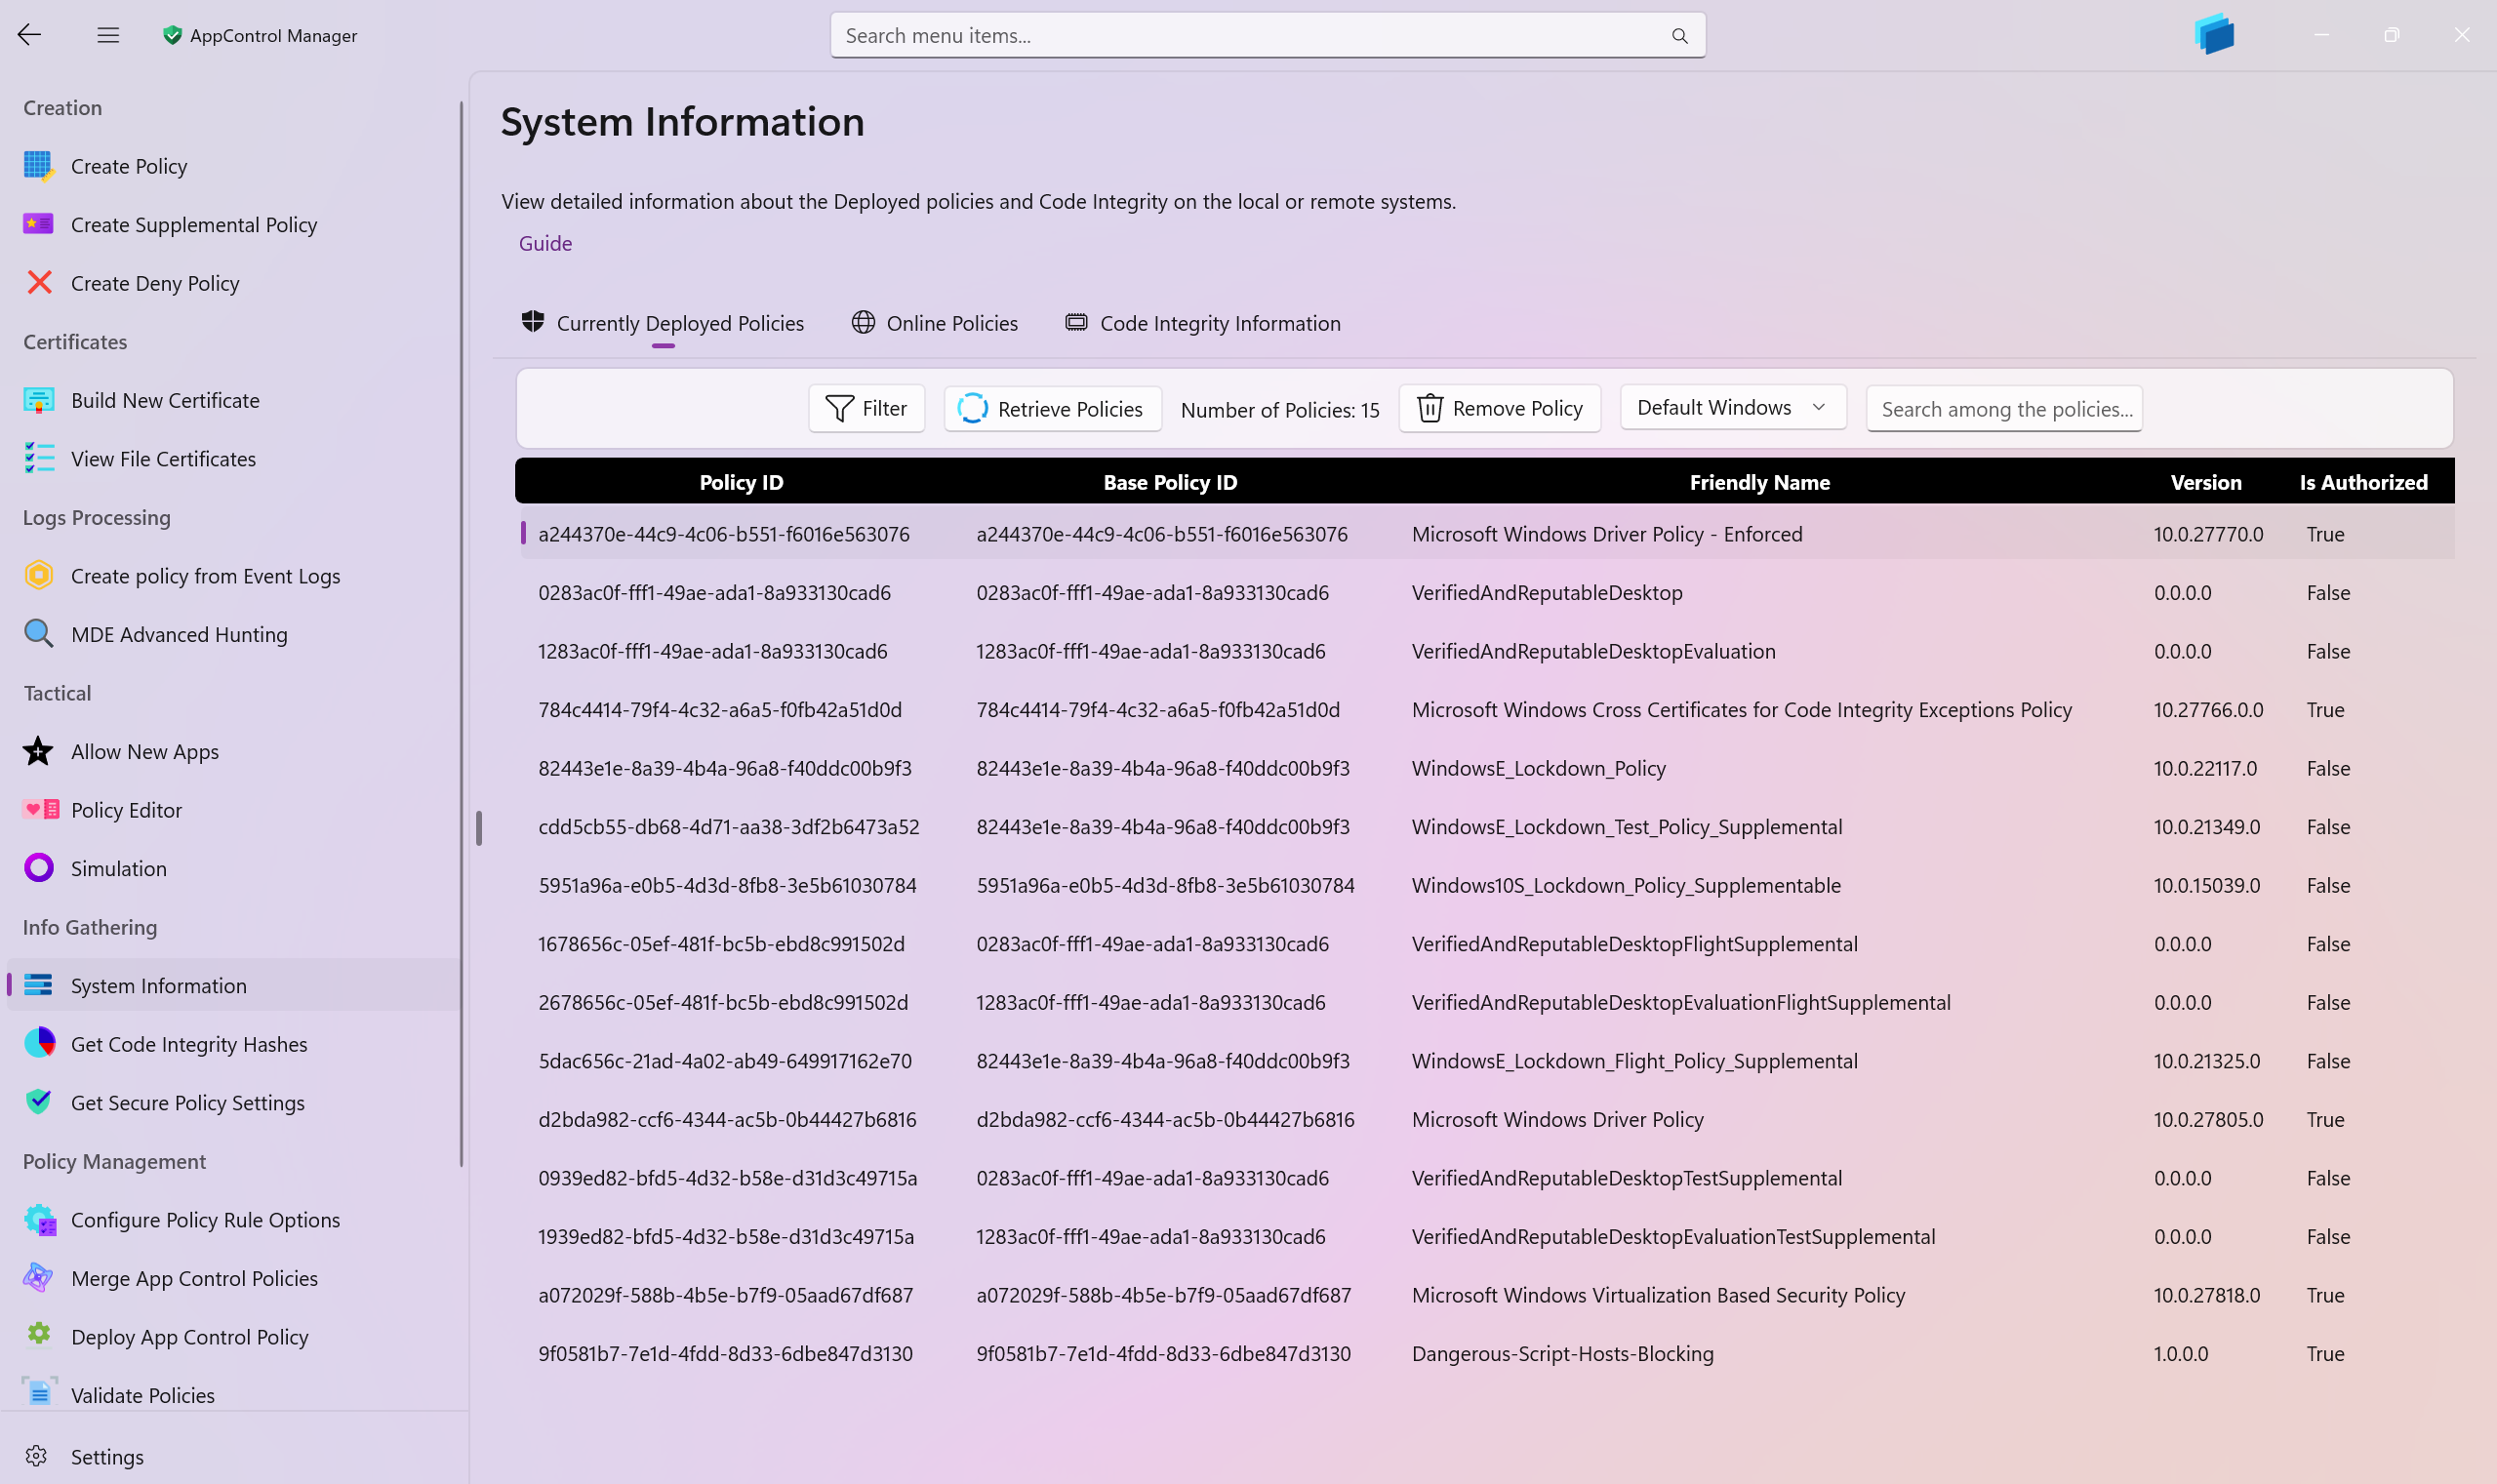 AppControl Manager
Search menu items...
Creation
Create Policy
Create Supplemental Policy
Create Deny Policy
Certificates
Build New Certificate
View File Certificates
Logs Processing
Create policy from Event Logs
MDE Advanced Hunting
Tactical
Allow New Apps
Policy Editor
Simulation
Info Gathering
System Information
Get Code Integrity Hashes
Get Secure Policy Settings
Policy Management
Configure Policy Rule Options
Merge App Control Policies
Deploy App Control Policy
Validate Policies
Settings
System Information
View detailed information about the Deployed policies and Code Integrity on the local or remote systems.
Guide
Currently Deployed Policies Online Policies Code Integrity Information
Filter Retrieve Policies Number of Policies: 15 Remove Policy Default Windows Search among the policies...
Policy ID Base Policy ID Friendly Name Version Is Authorized
a244370e-44c9-4c06-b551-f6016e563076 a244370e-44c9-4c06-b551-f6016e563076 Microsoft Windows Driver Policy - Enforced 10.0.27770.0 True
0283ac0f-fff1-49ae-ada1-8a933130cad6 0283ac0f-fff1-49ae-ada1-8a933130cad6 VerifiedAndReputableDesktop 0.0.0.0 False
1283ac0f-fff1-49ae-ada1-8a933130cad6 1283ac0f-fff1-49ae-ada1-8a933130cad6 VerifiedAndReputableDesktopEvaluation 0.0.0.0 False
784c4414-79f4-4c32-a6a5-f0fb42a51d0d 784c4414-79f4-4c32-a6a5-f0fb42a51d0d Microsoft Windows Cross Certificates for Code Integrity Exceptions Policy 10.27766.0.0 True
82443e1e-8a39-4b4a-96a8-f40ddc00b9f3 82443e1e-8a39-4b4a-96a8-f40ddc00b9f3 WindowsE_Lockdown_Policy 10.0.22117.0 False
cdd5cb55-db68-4d71-aa38-3df2b6473a52 82443e1e-8a39-4b4a-96a8-f40ddc00b9f3 WindowsE_Lockdown_Test_Policy_Supplemental 10.0.21349.0 False
5951a96a-e0b5-4d3d-8fb8-3e5b61030784 5951a96a-e0b5-4d3d-8fb8-3e5b61030784 Windows10S_Lockdown_Policy_Supplementable 10.0.15039.0 False
1678656c-05ef-481f-bc5b-ebd8c991502d 0283ac0f-fff1-49ae-ada1-8a933130cad6 VerifiedAndReputableDesktopFlightSupplemental 0.0.0.0 False
2678656c-05ef-481f-bc5b-ebd8c991502d 1283ac0f-fff1-49ae-ada1-8a933130cad6 VerifiedAndReputableDesktopEvaluationFlightSupplemental 0.0.0.0 False
5dac656c-21ad-4a02-ab49-649917162e70 82443e1e-8a39-4b4a-96a8-f40ddc00b9f3 WindowsE_Lockdown_Flight_Policy_Supplemental 10.0.21325.0 False
d2bda982-ccf6-4344-ac5b-0b44427b6816 d2bda982-ccf6-4344-ac5b-0b44427b6816 Microsoft Windows Driver Policy 10.0.27805.0 True
0939ed82-bfd5-4d32-b58e-d31d3c49715a 0283ac0f-fff1-49ae-ada1-8a933130cad6 VerifiedAndReputableDesktopTestSupplemental 0.0.0.0 False
1939ed82-bfd5-4d32-b58e-d31d3c49715a 1283ac0f-fff1-49ae-ada1-8a933130cad6 VerifiedAndReputableDesktopEvaluationTestSupplemental 0.0.0.0 False
a072029f-588b-4b5e-b7f9-05aad67df687 a072029f-588b-4b5e-b7f9-05aad67df687 Microsoft Windows Virtualization Based Security Policy 10.0.27818.0 True
9f0581b7-7e1d-4fdd-8d33-6dbe847d3130 9f0581b7-7e1d-4fdd-8d33-6dbe847d3130 Dangerous-Script-Hosts-Blocking 1.0.0.0 True